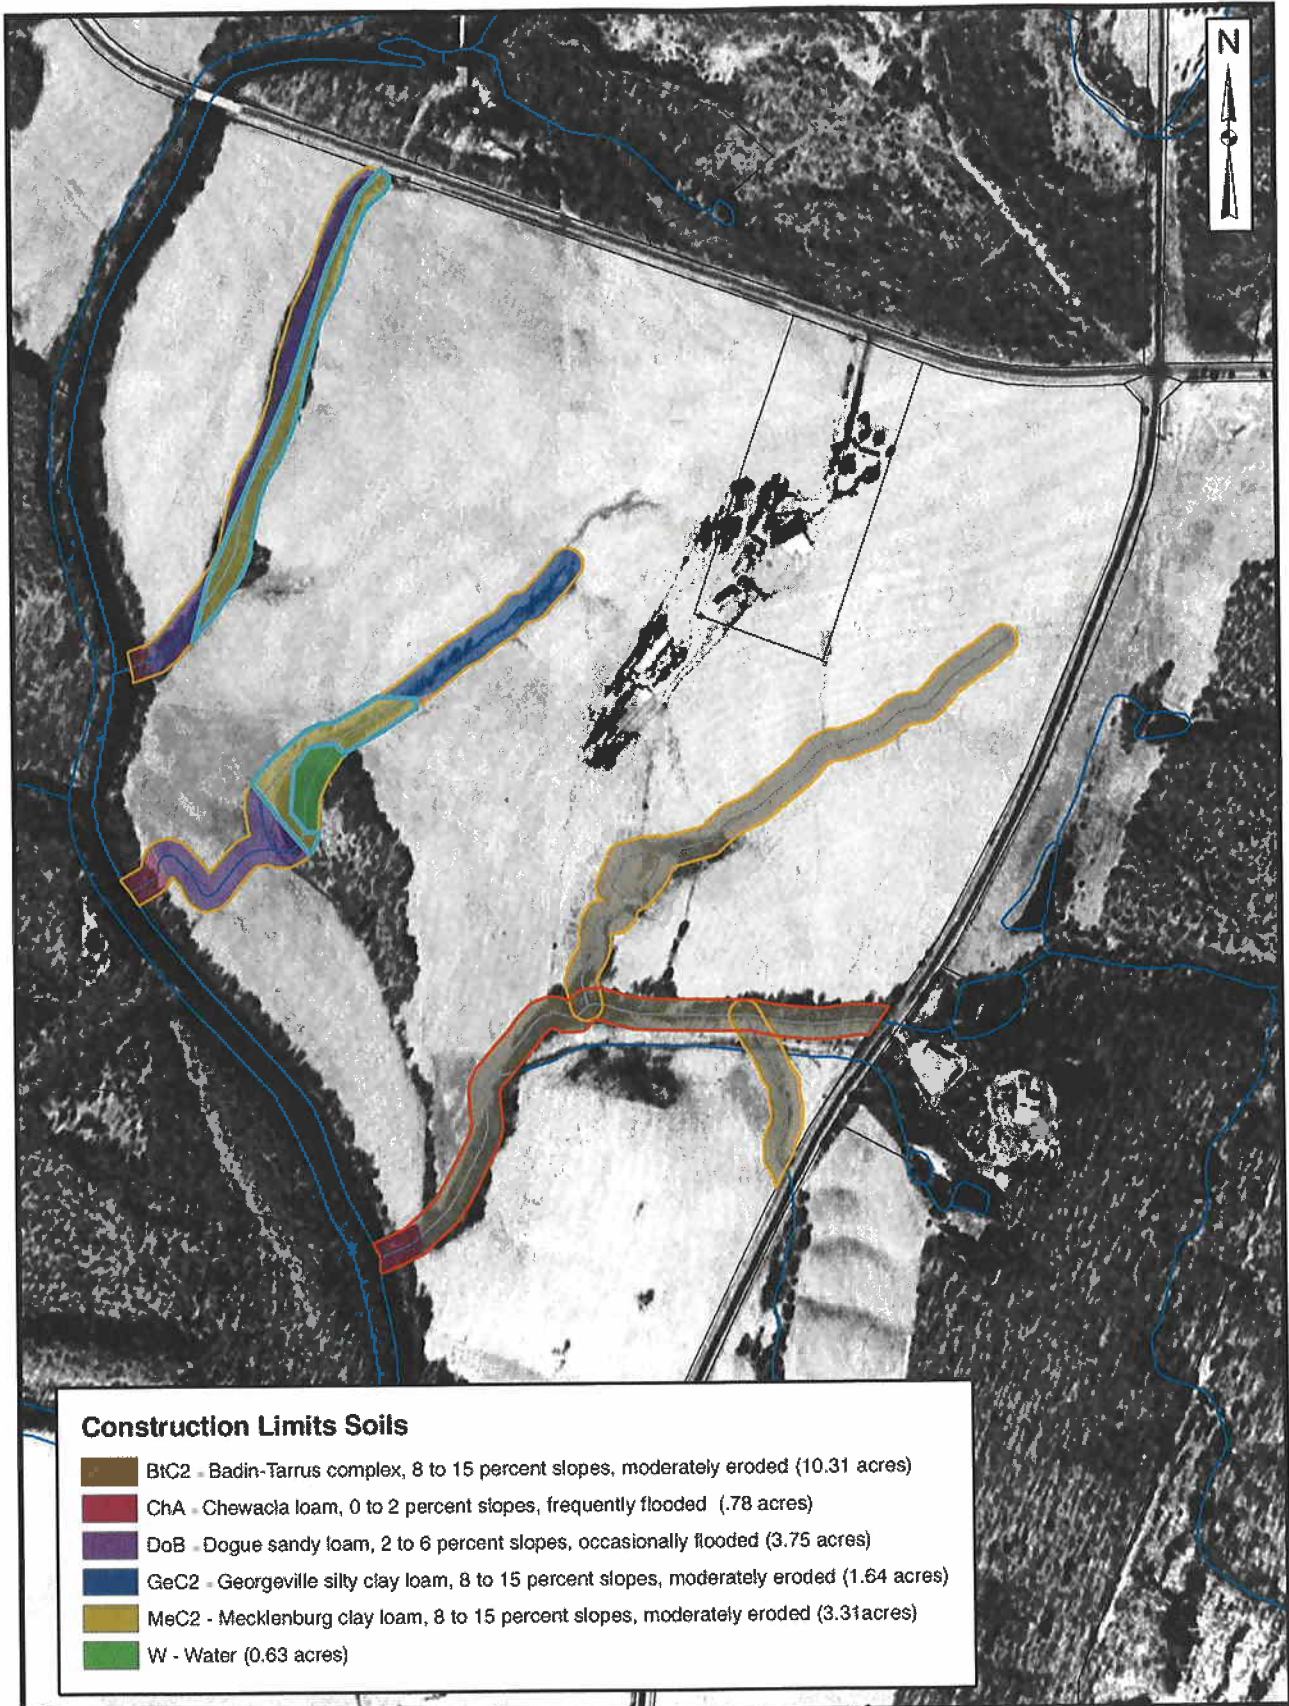 N
Construction Limits Soils
BtC2 - Badin-Tarrus complex, 8 to 15 percent slopes, moderately eroded (10.31 acres)
ChA - Chewacla loam, 0 to 2 percent slopes, frequently flooded (.78 acres)
DoB - Dogue sandy loam, 2 to 6 percent slopes, occasionally flooded (3.75 acres)
GeC2 - Georgeville silty clay loam, 8 to 15 percent slopes, moderately eroded (1.64 acres)
MeC2 - Mecklenburg clay loam, 8 to 15 percent slopes, moderately eroded (3.31acres)
W - Water (0.63 acres)